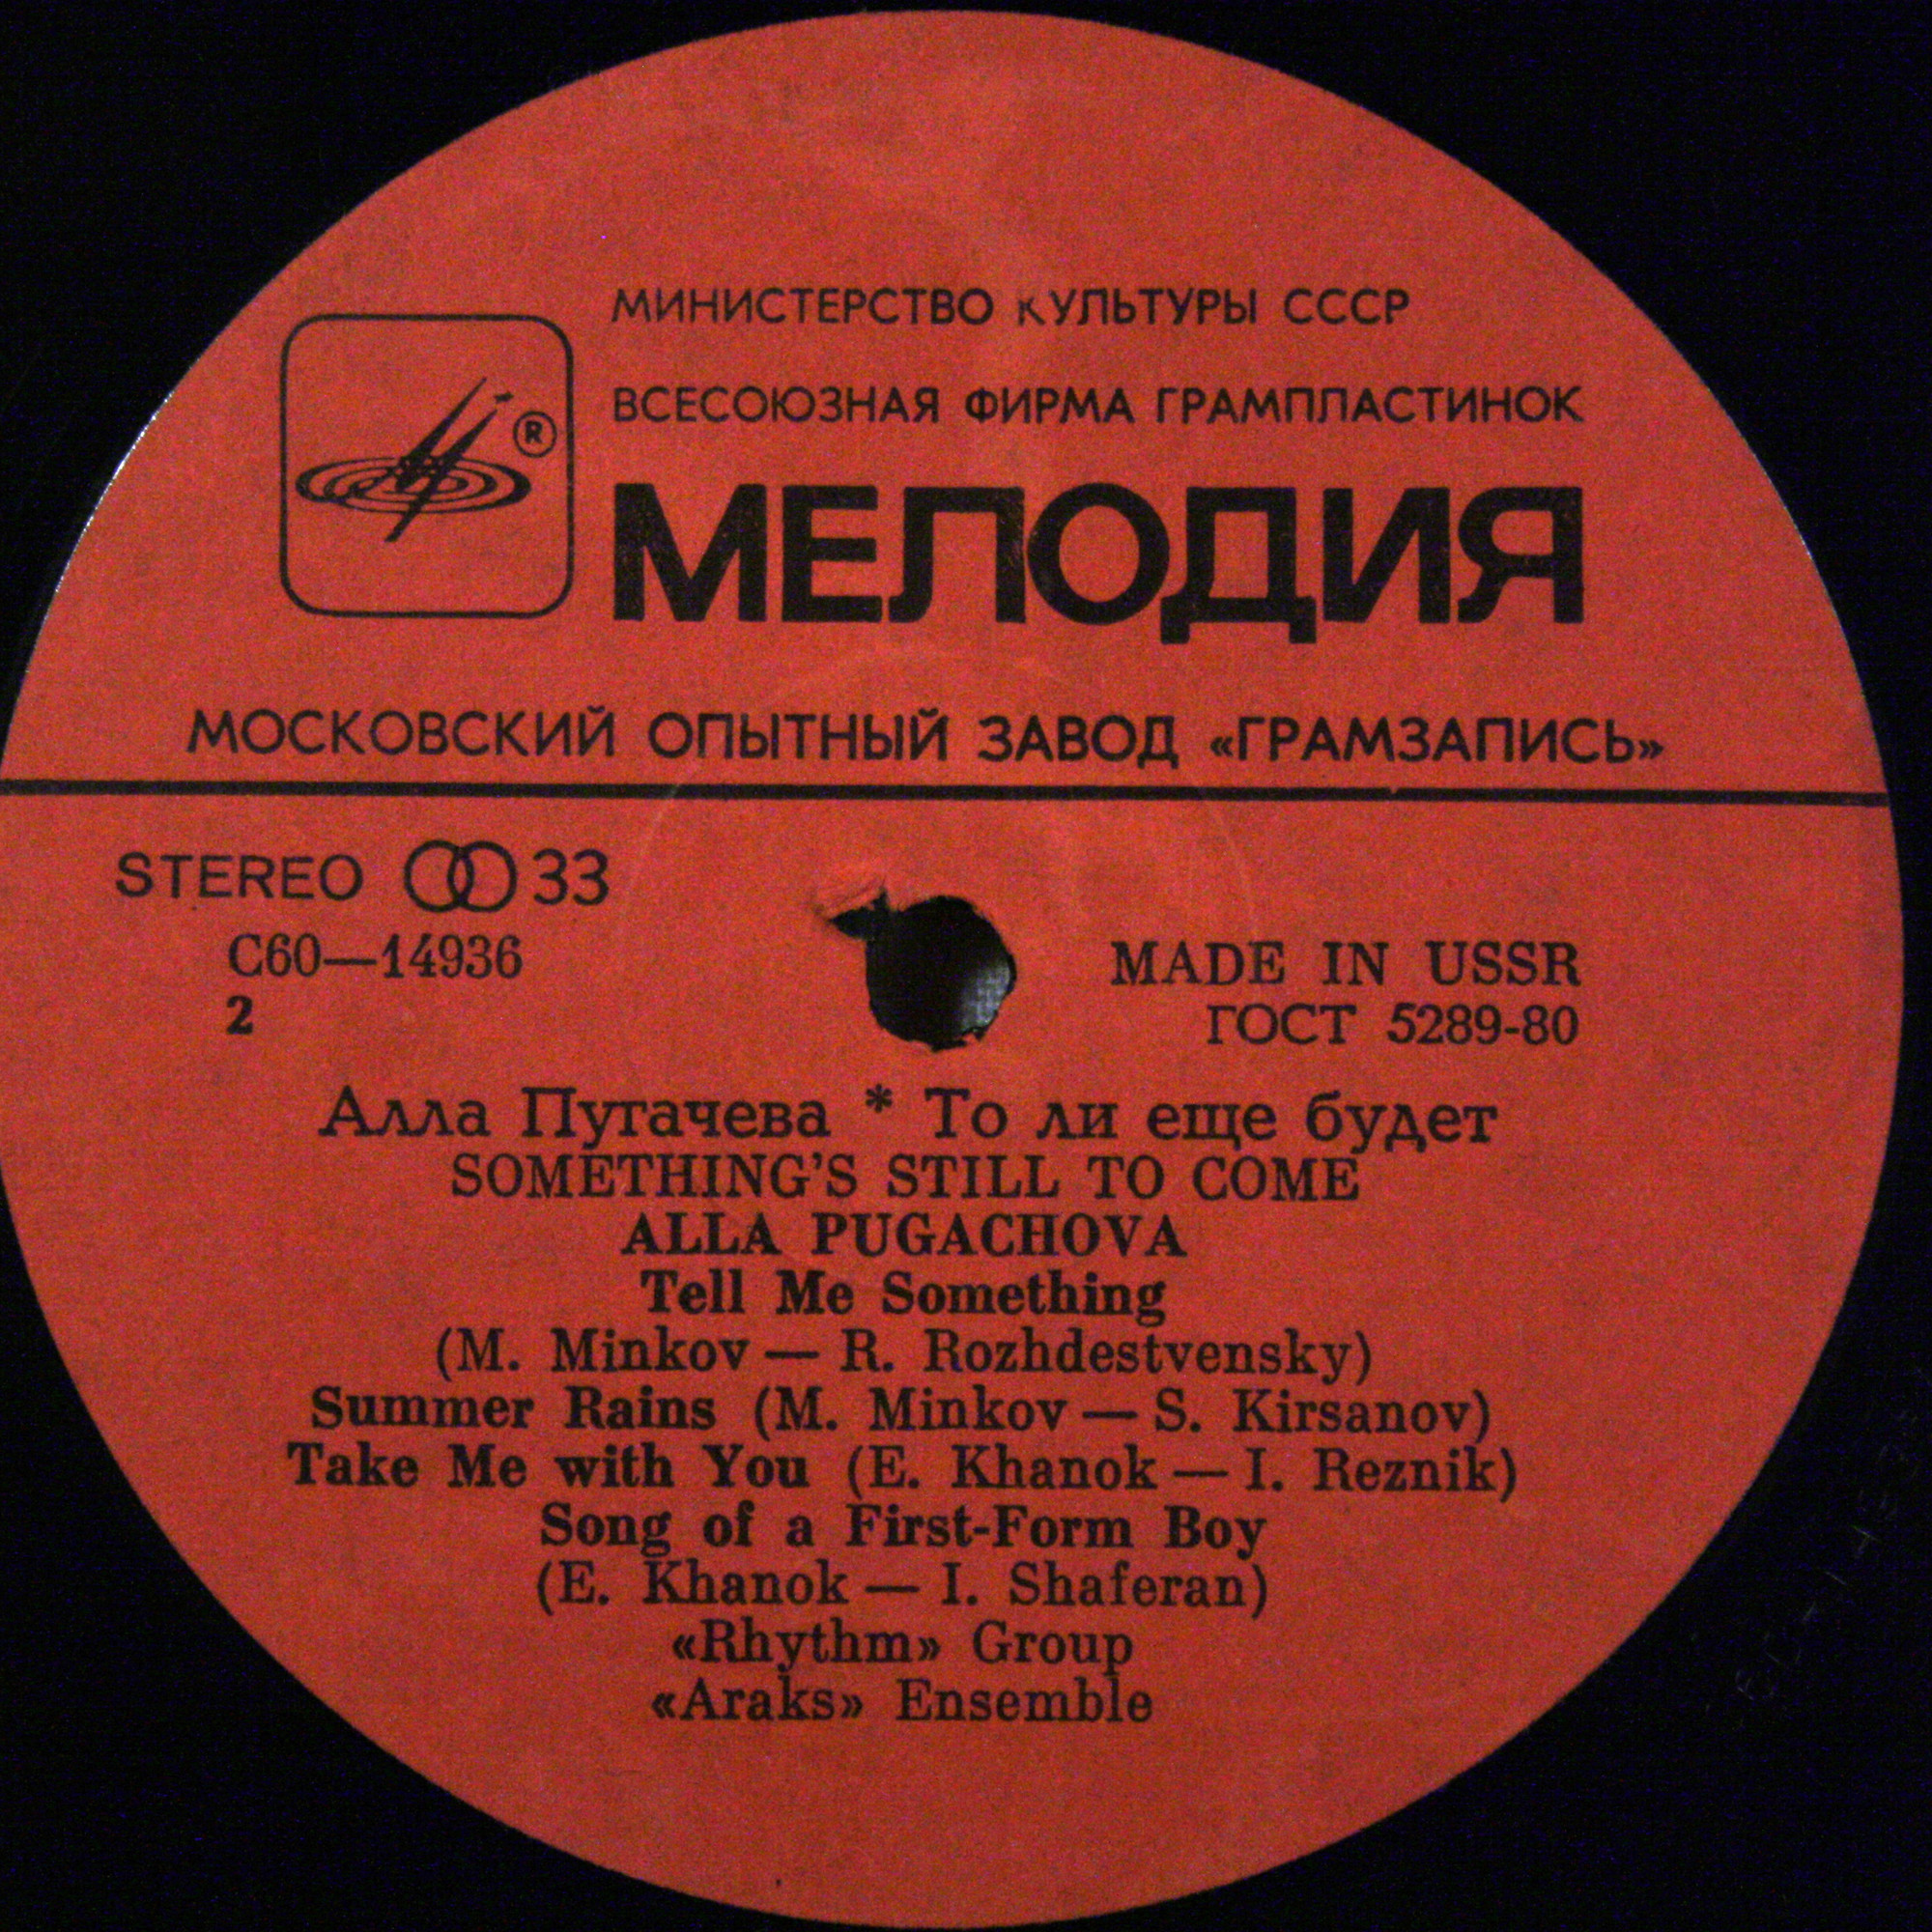 МИНИСТЕРСТВО КУЛЬТУРЫ СССР
ВСЕСОЮЗНАЯ ФИРМА ГРАМПЛАСТИНОК
®
МЕЛОДИЯ
МОСКОВСКИЙ ОПЫТНЫЙ ЗАВОД «ГРАМЗАПИСЬ»
STEREO 33
С60—14936
2
MADE IN USSR
ГОСТ 5289-80
Алла Пугачева * То ли еще будет
SOMETHING'S STILL TO COME
ALLA PUGACHOVA
Tell Me Something
(M. Minkov — R. Rozhdestvensky)
Summer Rains (M. Minkov — S. Kirsanov)
Take Me with You (E. Khanok — I. Reznik)
Song of a First-Form Boy
(E. Khanok — I. Shaferan)
«Rhythm» Group
«Araks» Ensemble